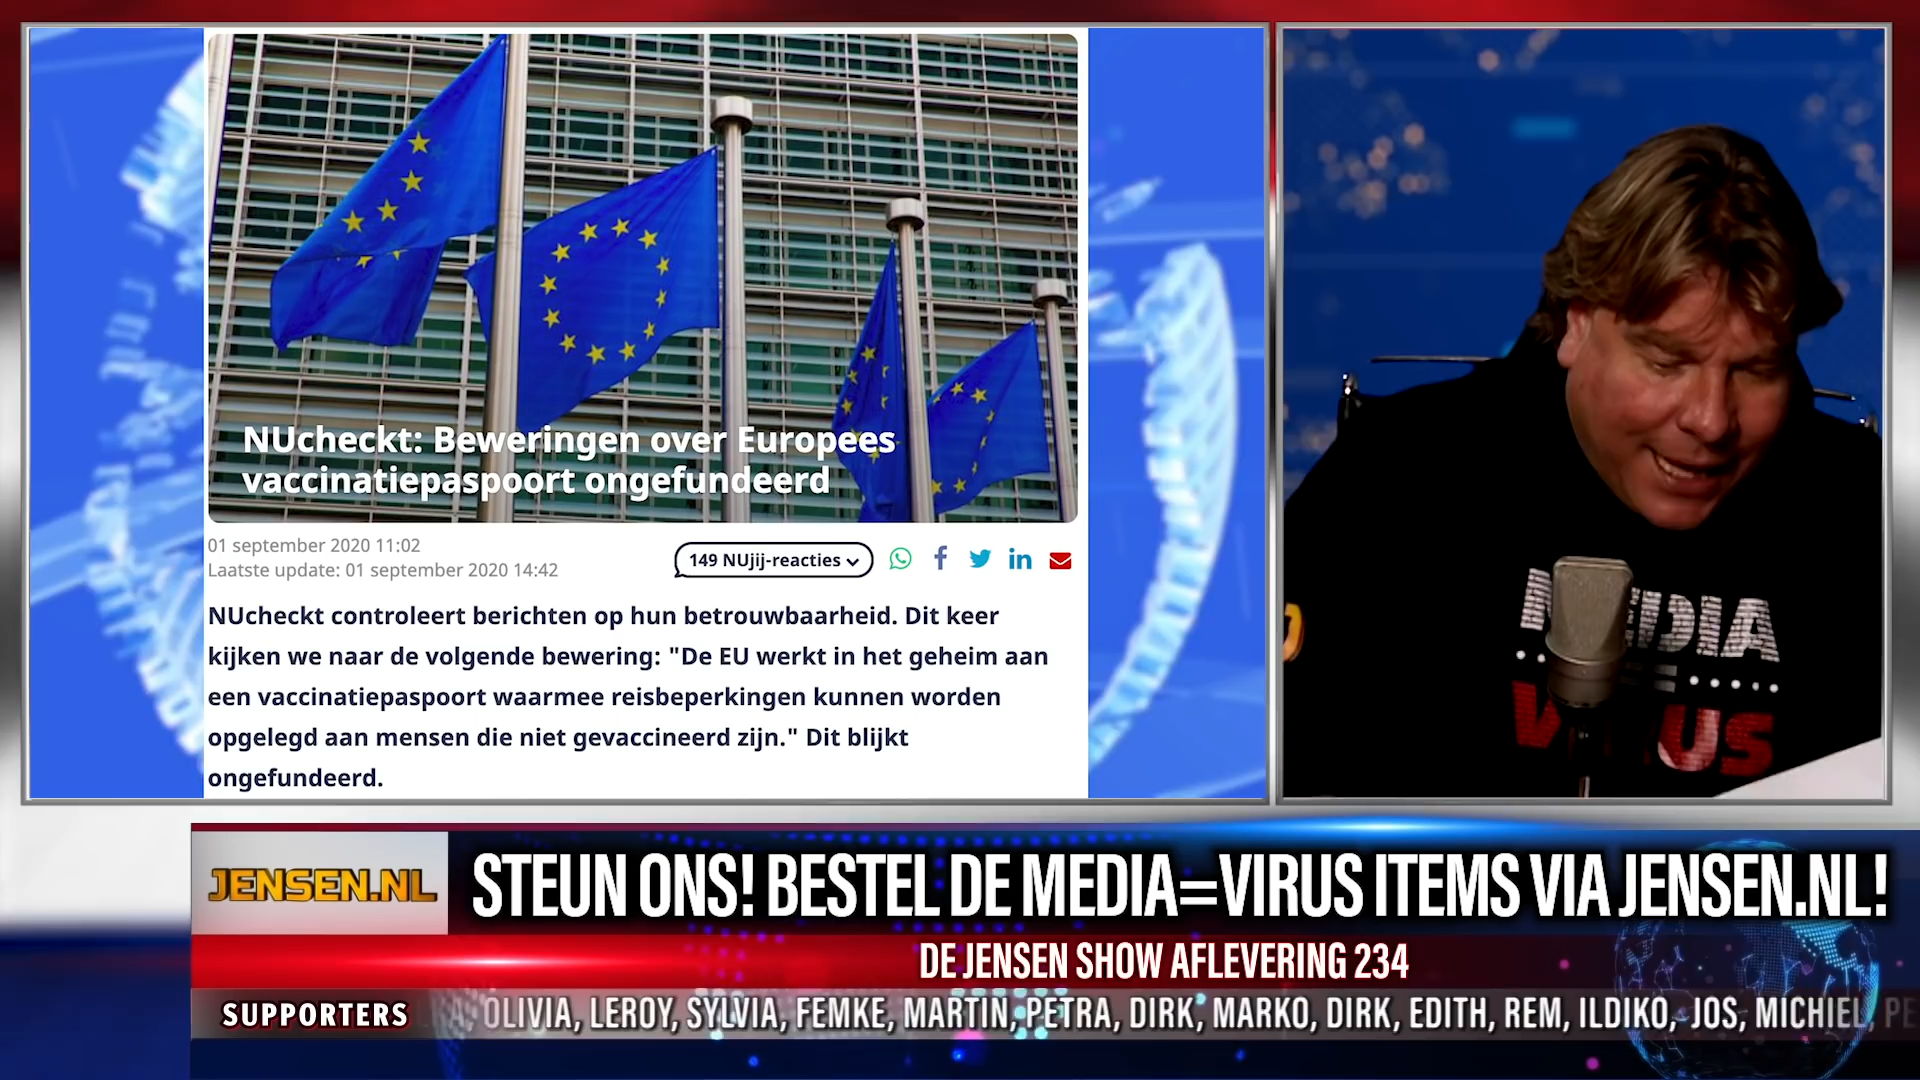 NUcheckt: Beweringen over Europees
vaccinatiepaspoort ongefundeerd
01 september 2020 11:02
Laatste update: 01 september 2020 14:42
149 NUjij-reacties
NUcheckt controleert berichten op hun betrouwbaarheid. Dit keer
kijken we naar de volgende bewering: "De EU werkt in het geheim aan
een vaccinatiepaspoort waarmee reisbeperkingen kunnen worden
opgelegd aan mensen die niet gevaccineerd zijn." Dit blijkt
ongefundeerd.
MEDIA
=
VIRUS
JENSEN.NL
STEUN ONS! BESTEL DE MEDIA=VIRUS ITEMS VIA JENSEN.NL!
DE JENSEN SHOW AFLEVERING 234
SUPPORTERS
OLIVIA, LEROY, SYLVIA, FEMKE, MARTIN, PETRA, DIRK, MARKO, DIRK, EDITH, REM, ILDIKO, JOS, MICHIEL, PE